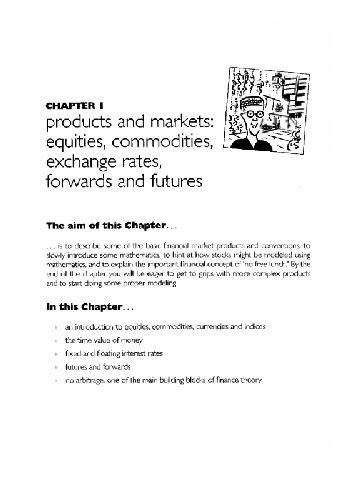 CHAPTER 1
products and markets:
equities, commodities,
exchange rates,
forwards and futures
The aim of this Chapter...
... is to describe some of the basic financial market products and conventions, to
slowly introduce some mathematics, to hint at how stocks might be modeled using
mathematics, and to explain the important financial concept of 'no free lunch.' By the
end of the chapter you will be eager to get to grips with more complex products
and to start doing some proper modeling.
In this Chapter...
• an introduction to equities, commodities, currencies and indices
• the time value of money
• fixed and floating interest rates
• futures and forwards
• no arbitrage, one of the main building blocks of finance theory